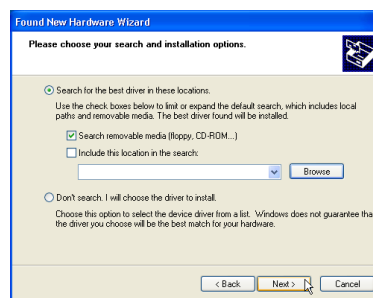 Found New Hardware Wizard
Please choose your search and installation options.
Search for the best driver in these locations.
Use the check boxes below to limit or expand the default search, which includes local
paths and removable media. The best driver found will be installed.
Search removable media (floppy, CD-ROM...)
Include this location in the search:
Browse
Don't search. I will choose the driver to install.
Choose this option to select the device driver from a list. Windows does not guarantee tha
the driver you choose will be the best match for your hardware.
< Back
Next >
Cancel